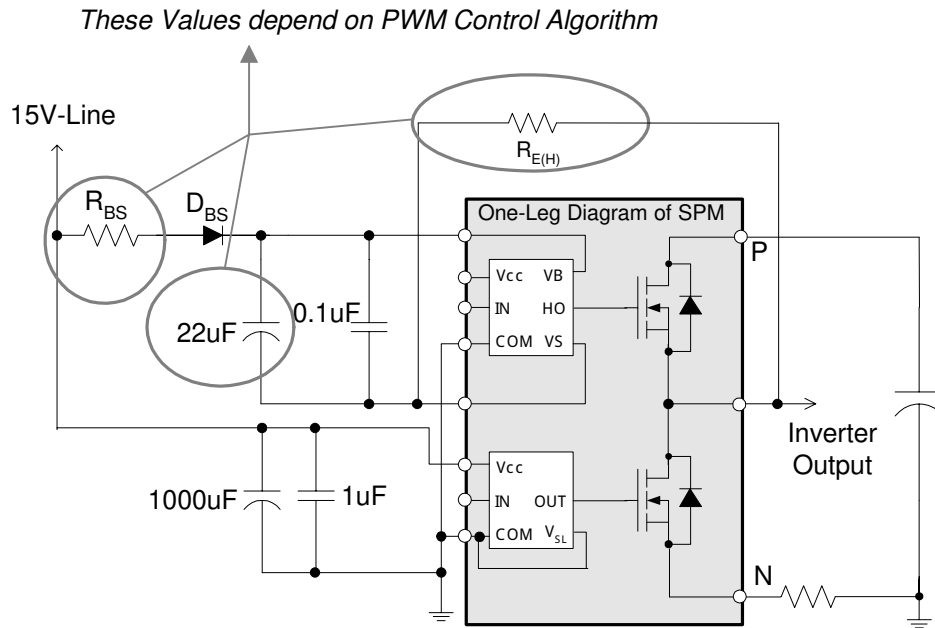 These Values depend on PWM Control Algorithm
15V-Line
R_E(H)
R_BS
D_BS
One-Leg Diagram of SPM
P
Vcc VB
IN HO
COM VS
22uF
0.1uF
Inverter
Output
Vcc
IN OUT
COM V_SL
1000uF
1uF
N